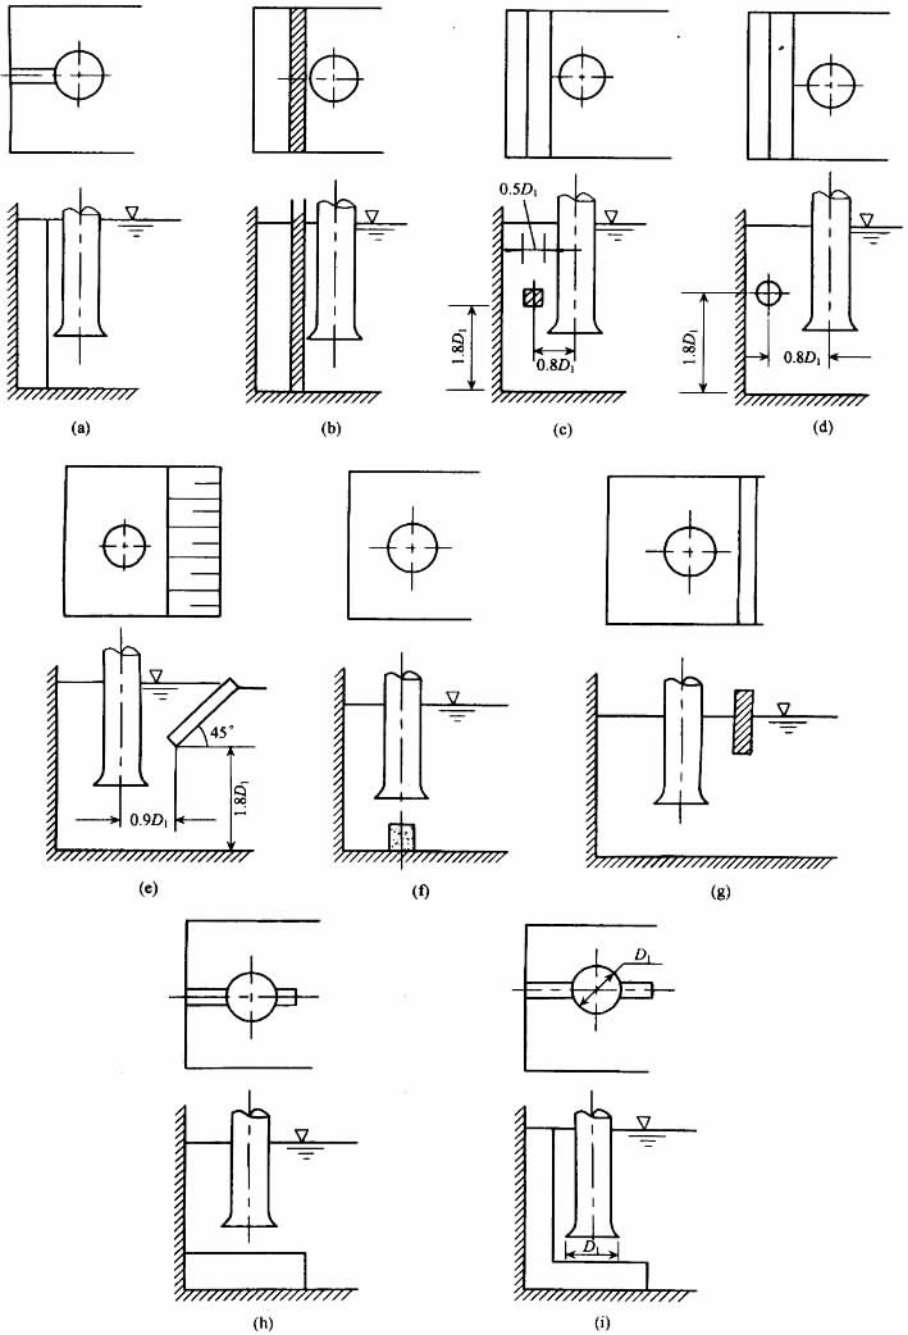 0.5D₁
1.8D₁
0.8D₁
1.8D₁
0.8D₁
(a)
(b)
(c)
(d)
45°
0.9D₁
1.8D₁
(e)
(f)
(g)
D₁
D₁
(h)
(i)